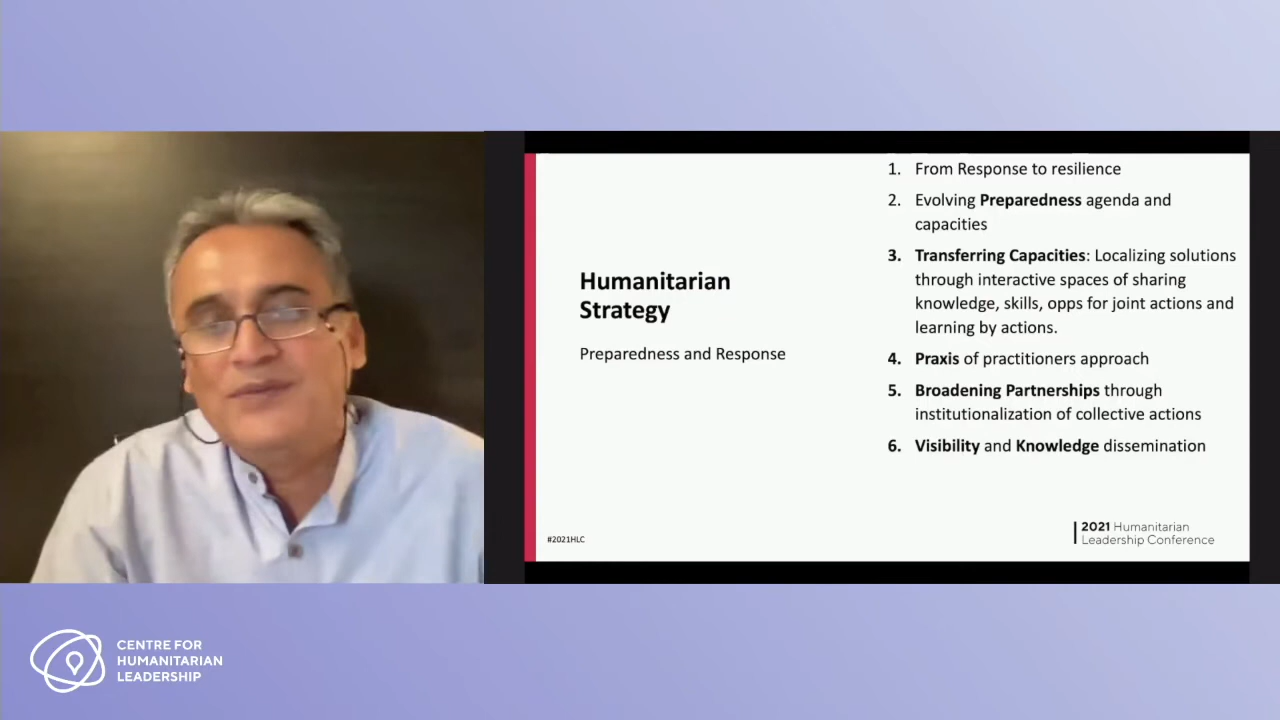 Humanitarian
Strategy
Preparedness and Response
1. From Response to resilience
2. Evolving Preparedness agenda and
capacities
3. Transferring Capacities: Localizing solutions
through interactive spaces of sharing
knowledge, skills, opps for joint actions and
learning by actions.
4. Praxis of practitioners approach
5. Broadening Partnerships through
institutionalization of collective actions
6. Visibility and Knowledge dissemination
#2021HLC
2021 Humanitarian
Leadership Conference
CENTRE FOR
HUMANITARIAN
LEADERSHIP